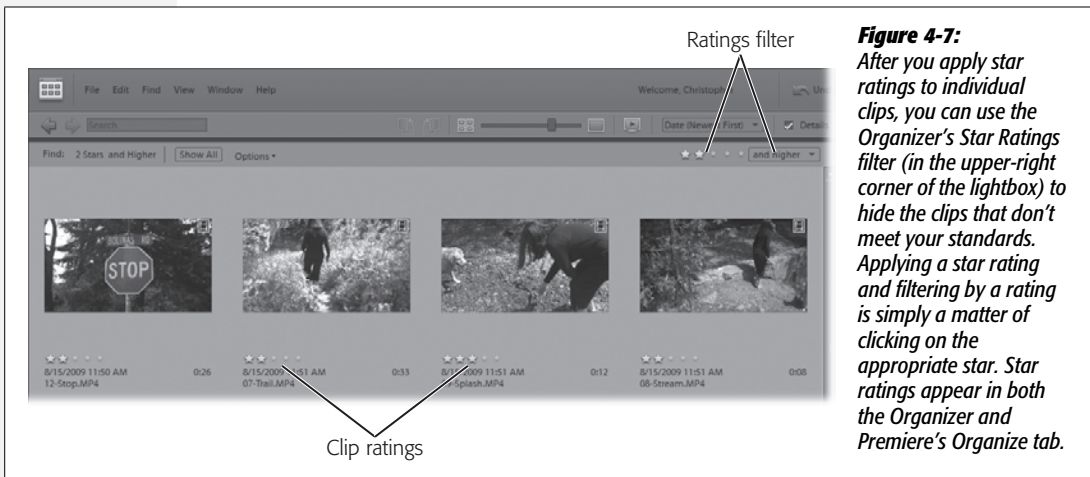 Ratings filter
File Edit Find View Window Help
Welcome, Christopher
Search
Date (Newest First)
Details
Find: 2 Stars and Higher
Show All
Options
and higher
STOP
8/15/2009 11:50 AM 0:26
12-Stop.MP4
8/15/2009 11:51 AM 0:33
07-Trail.MP4
8/15/2009 11:51 AM 0:12
8/15/2009 11:51 AM 0:08
08-Stream.MP4
Clip ratings
Figure 4-7:
After you apply star
ratings to individual
clips, you can use the
Organizer’s Star Ratings
filter (in the upper-right
corner of the lightbox) to
hide the clips that don’t
meet your standards.
Applying a star rating
and filtering by a rating
is simply a matter of
clicking on the
appropriate star. Star
ratings appear in both
the Organizer and
Premiere’s Organize tab.